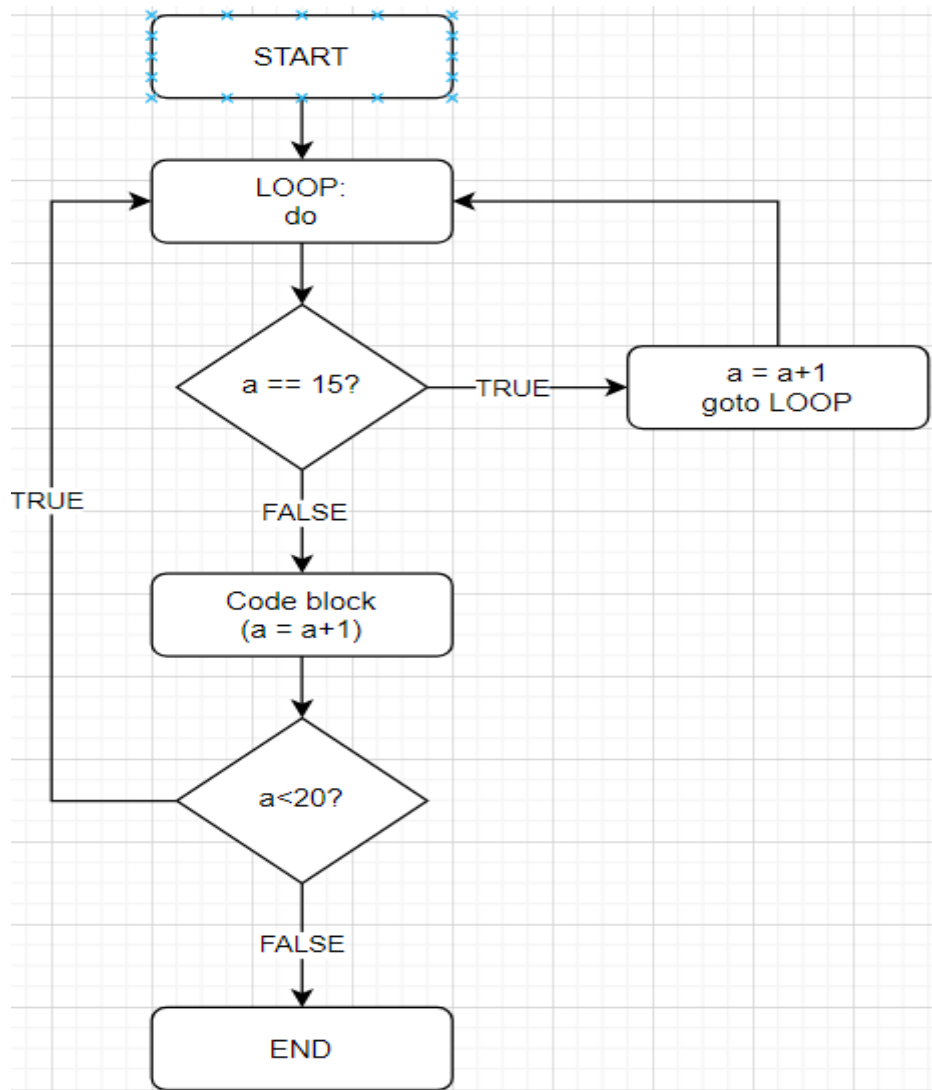 START
LOOP:
do
a == 15?
TRUE
a = a+1
goto LOOP
TRUE
FALSE
Code block
(a = a+1)
a<20?
FALSE
END